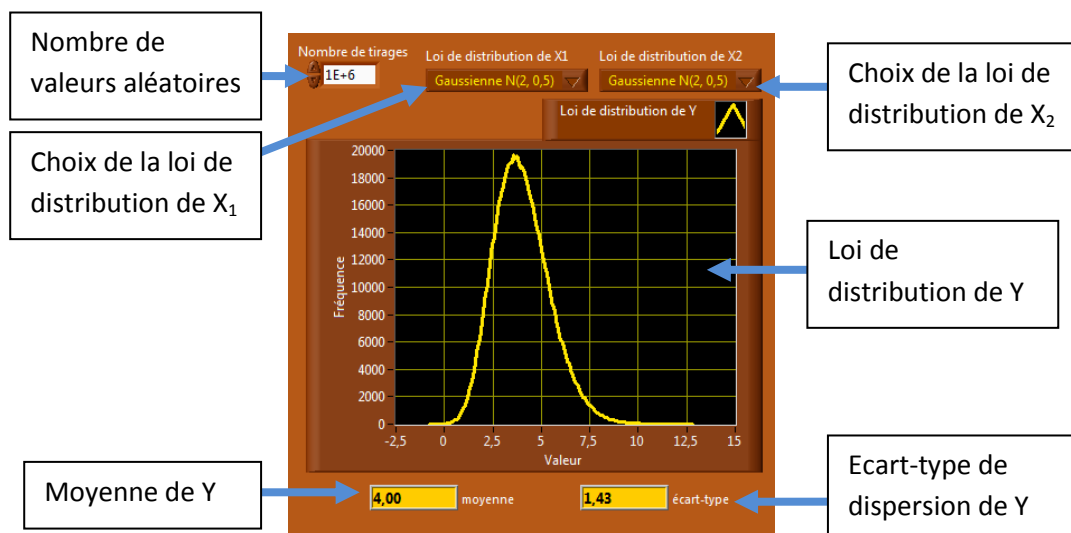 Nombre de
valeurs aléatoires
Choix de la loi de
distribution de X₁
Nombre de tirages
1E+6
Loi de distribution de X1
Gaussienne N(2, 0,5)
Loi de distribution de X2
Gaussienne N(2, 0,5)
Choix de la loi de
distribution de X₂
Loi de distribution de Y
Fréquence
20000
18000
16000
14000
12000
10000
8000
6000
4000
2000
0
-2,5
0
2,5
5
7,5
10
12,5
15
Valeur
Loi de
distribution de Y
Moyenne de Y
4,00
moyenne
1,43
écart-type
Ecart-type de
dispersion de Y